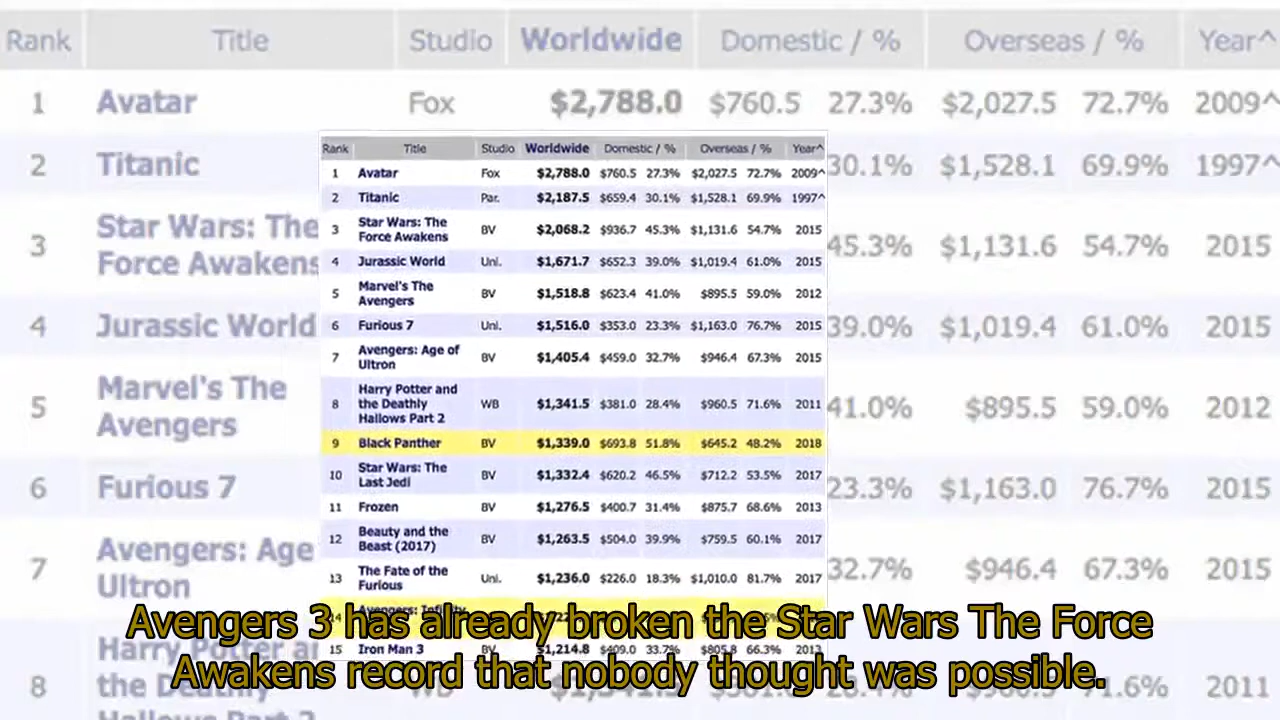 Rank Title Studio Worldwide Domestic / % Overseas / % Year^
1 Avatar Fox $2,788.0 $760.5 27.3% $2,027.5 72.7% 2009^
2 Titanic 30.1% $1,528.1 69.9% 1997^
3 Star Wars: The Force Awakens 45.3% $1,131.6 54.7% 2015
4 Jurassic World 39.0% $1,019.4 61.0% 2015
5 Marvel's The Avengers 41.0% $895.5 59.0% 2012
6 Furious 7 23.3% $1,163.0 76.7% 2015
7 Avengers: Age Ultron 32.7% $946.4 67.3% 2015
8 Harry Potter the Deathly 2011
Rank Title Studio Worldwide Domestic / % Overseas / % Year^
1 Avatar Fox $2,788.0 $760.5 27.3% $2,027.5 72.7% 2009^
2 Titanic Par. $2,187.5 $659.4 30.1% $1,528.1 69.9% 1997^
3 Star Wars: The Force Awakens BV $2,068.2 $936.7 45.3% $1,131.6 54.7% 2015
4 Jurassic World Uni. $1,671.7 $652.3 39.0% $1,019.4 61.0% 2015
5 Marvel's The Avengers BV $1,518.8 $623.4 41.0% $895.5 59.0% 2012
6 Furious 7 Uni. $1,516.0 $353.0 23.3% $1,163.0 76.7% 2015
7 Avengers: Age of Ultron BV $1,405.4 $459.0 32.7% $946.4 67.3% 2015
8 Harry Potter and the Deathly Hallows Part 2 WB $1,341.5 $381.0 28.4% $960.5 71.6% 2011
9 Black Panther BV $1,339.0 $693.8 51.8% $645.2 48.2% 2018
10 Star Wars: The Last Jedi BV $1,332.4 $620.2 46.5% $712.2 53.5% 2017
11 Frozen BV $1,276.5 $400.7 31.4% $875.7 68.6% 2013
12 Beauty and the Beast (2017) BV $1,263.5 $504.0 39.9% $759.5 60.1% 2017
13 The Fate of the Furious Uni. $1,236.0 $226.0 18.3% $1,010.0 81.7% 2017
14 Avengers: Infinity
15 Iron Man 3 BV $1,214.8 $409.0 33.7% $805.8 66.3% 2013
Avengers 3 has already broken the Star Wars The Force
Awakens record that nobody thought was possible.